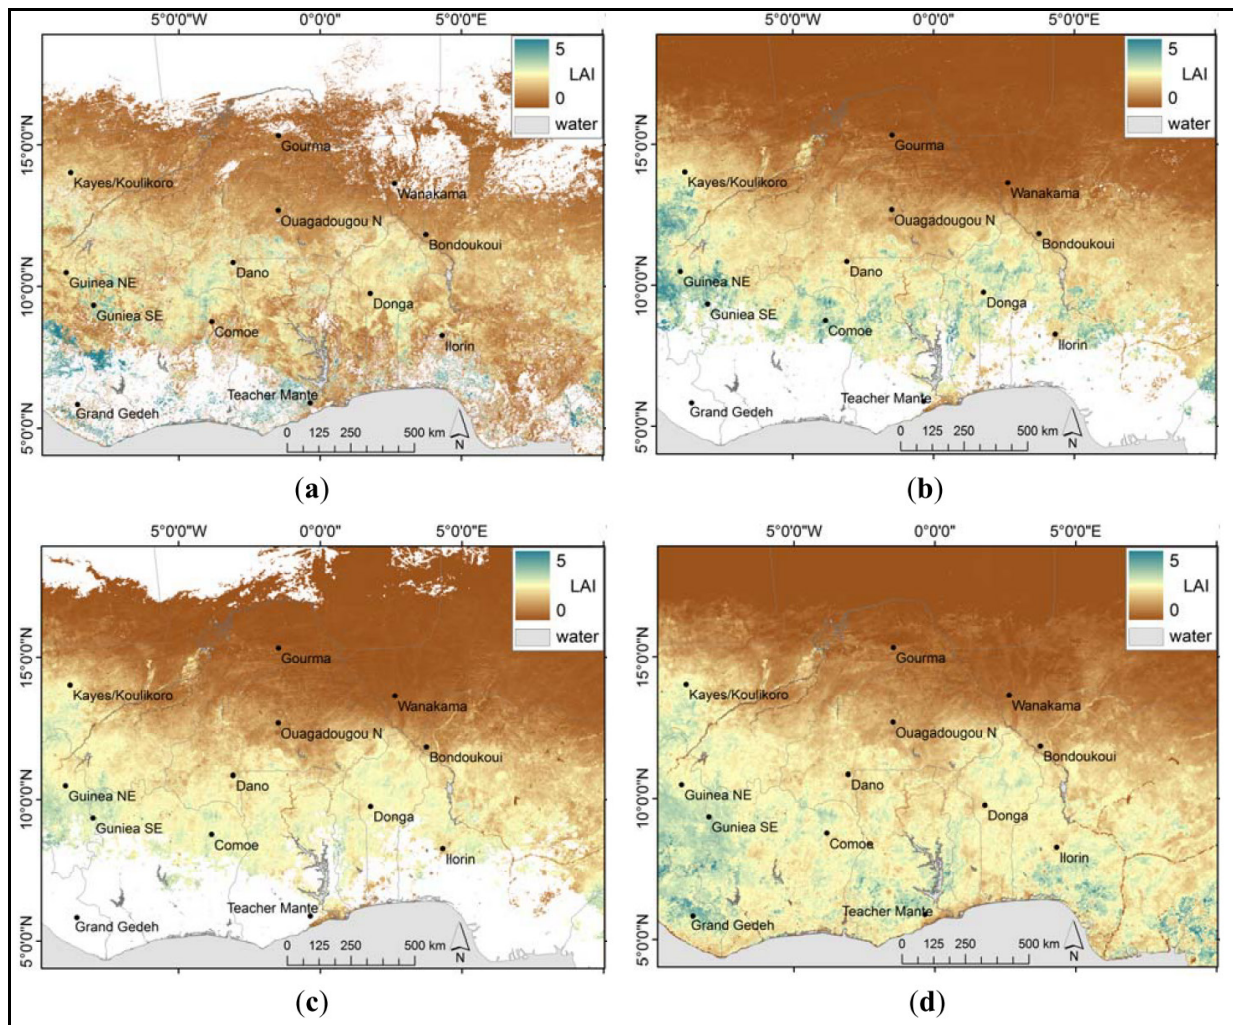 5°0'0"W 0°0'0" 5°0'0"E
5
LAI
0
water
15°0'0"N
10°0'0"N
5°0'0"N
Gourma
Kayes/Koulikoro
Wanakama
Ouagadougou N
Bondoukoui
Dano
Guinea NE
Donga
Guniea SE
Comoe
Ilorin
Teacher Mante
Grand Gedeh
0 125 250 500 km
N
(a)
5°0'0"W 0°0'0" 5°0'0"E
5
LAI
0
water
15°0'0"N
10°0'0"N
5°0'0"N
Gourma
Kayes/Koulikoro
Wanakama
Ouagadougou N
Bondoukoui
Dano
Guinea NE
Donga
Guniea SE
Comoe
Ilorin
Teacher Mante
Grand Gedeh
0 125 250 500 km
N
(b)
5°0'0"W 0°0'0" 5°0'0"E
5
LAI
0
water
15°0'0"N
10°0'0"N
5°0'0"N
Gourma
Kayes/Koulikoro
Wanakama
Ouagadougou N
Bondoukoui
Dano
Guinea NE
Donga
Guniea SE
Comoe
Ilorin
Teacher Mante
Grand Gedeh
0 125 250 500 km
N
(c)
5°0'0"W 0°0'0" 5°0'0"E
5
LAI
0
water
15°0'0"N
10°0'0"N
5°0'0"N
Gourma
Kayes/Koulikoro
Wanakama
Ouagadougou N
Bondoukoui
Dano
Guinea NE
Donga
Guniea SE
Comoe
Ilorin
Teacher Mante
Grand Gedeh
0 125 250 500 km
N
(d)